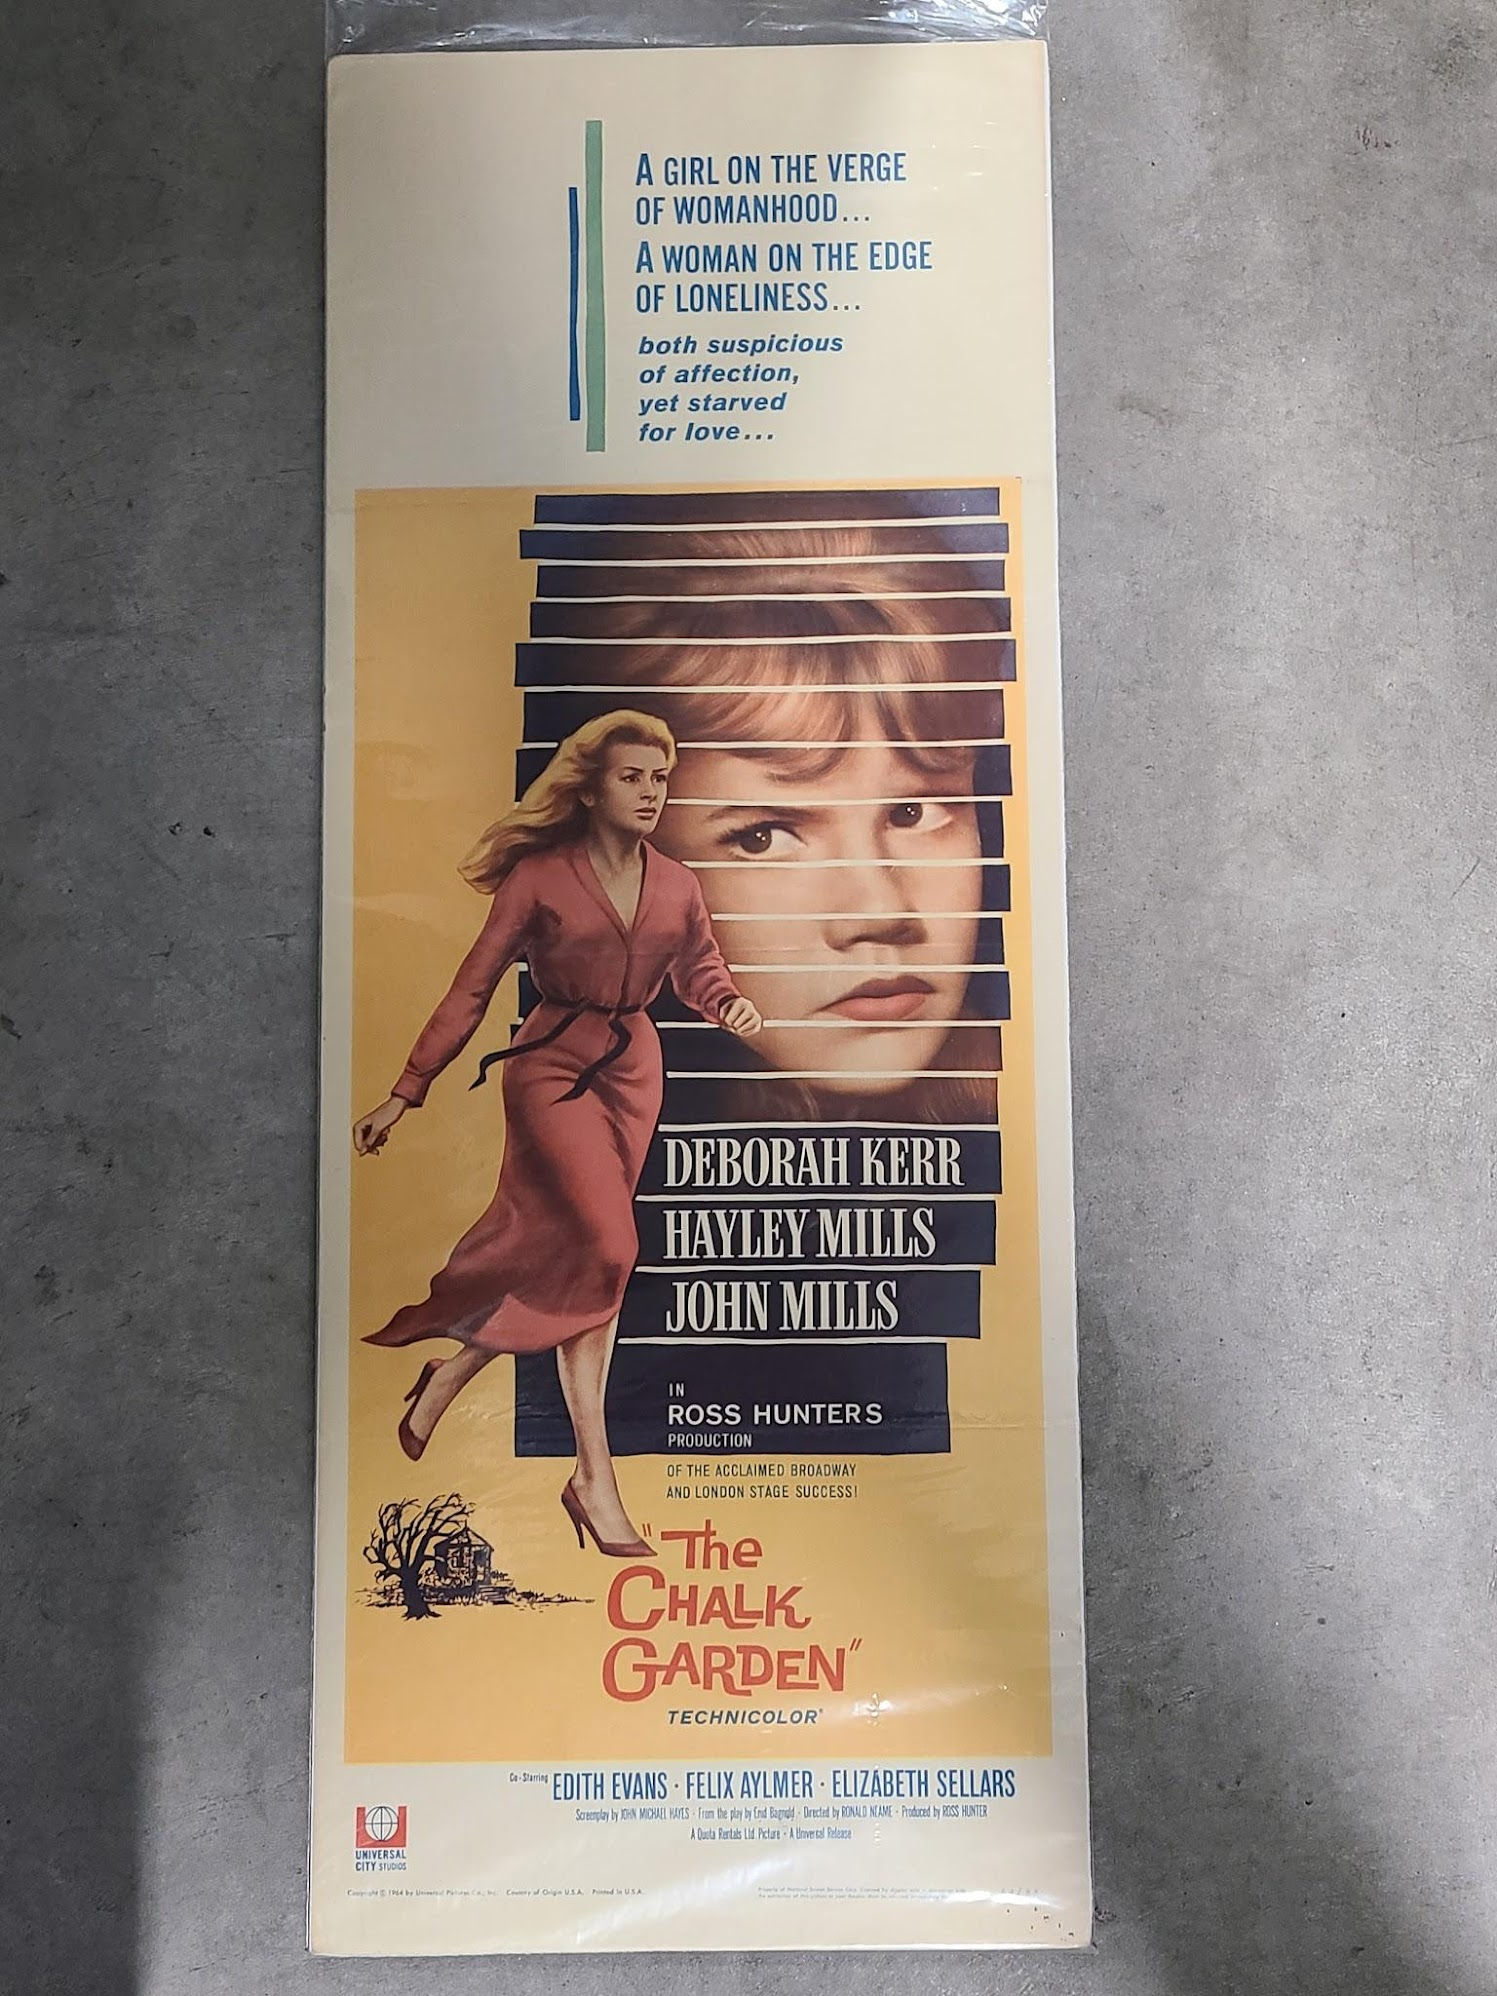 A GIRL ON THE VERGE
OF WOMANHOOD...
A WOMAN ON THE EDGE
OF LONELINESS...
both suspicious
of affection,
yet starved
for love...
DEBORAH KERR
HAYLEY MILLS
JOHN MILLS
IN
ROSS HUNTERS
PRODUCTION
OF THE ACCLAIMED BROADWAY
AND LONDON STAGE SUCCESS!
"The
CHALK
GARDEN"
TECHNICOLOR®
Co-Starring EDITH EVANS · FELIX AYLMER · ELIZABETH SELLARS
Screenplay by JOHN MICHAEL HAYES · From the play by Enid Bagnold · Directed by RONALD NEAME · Produced by ROSS HUNTER
A Quota Rentals Ltd. Picture · A Universal Release
UNIVERSAL
CITY STUDIOS
Copyright © 1964 by Universal Pictures Co., Inc. Country of Origin U.S.A. Printed in U.S.A.